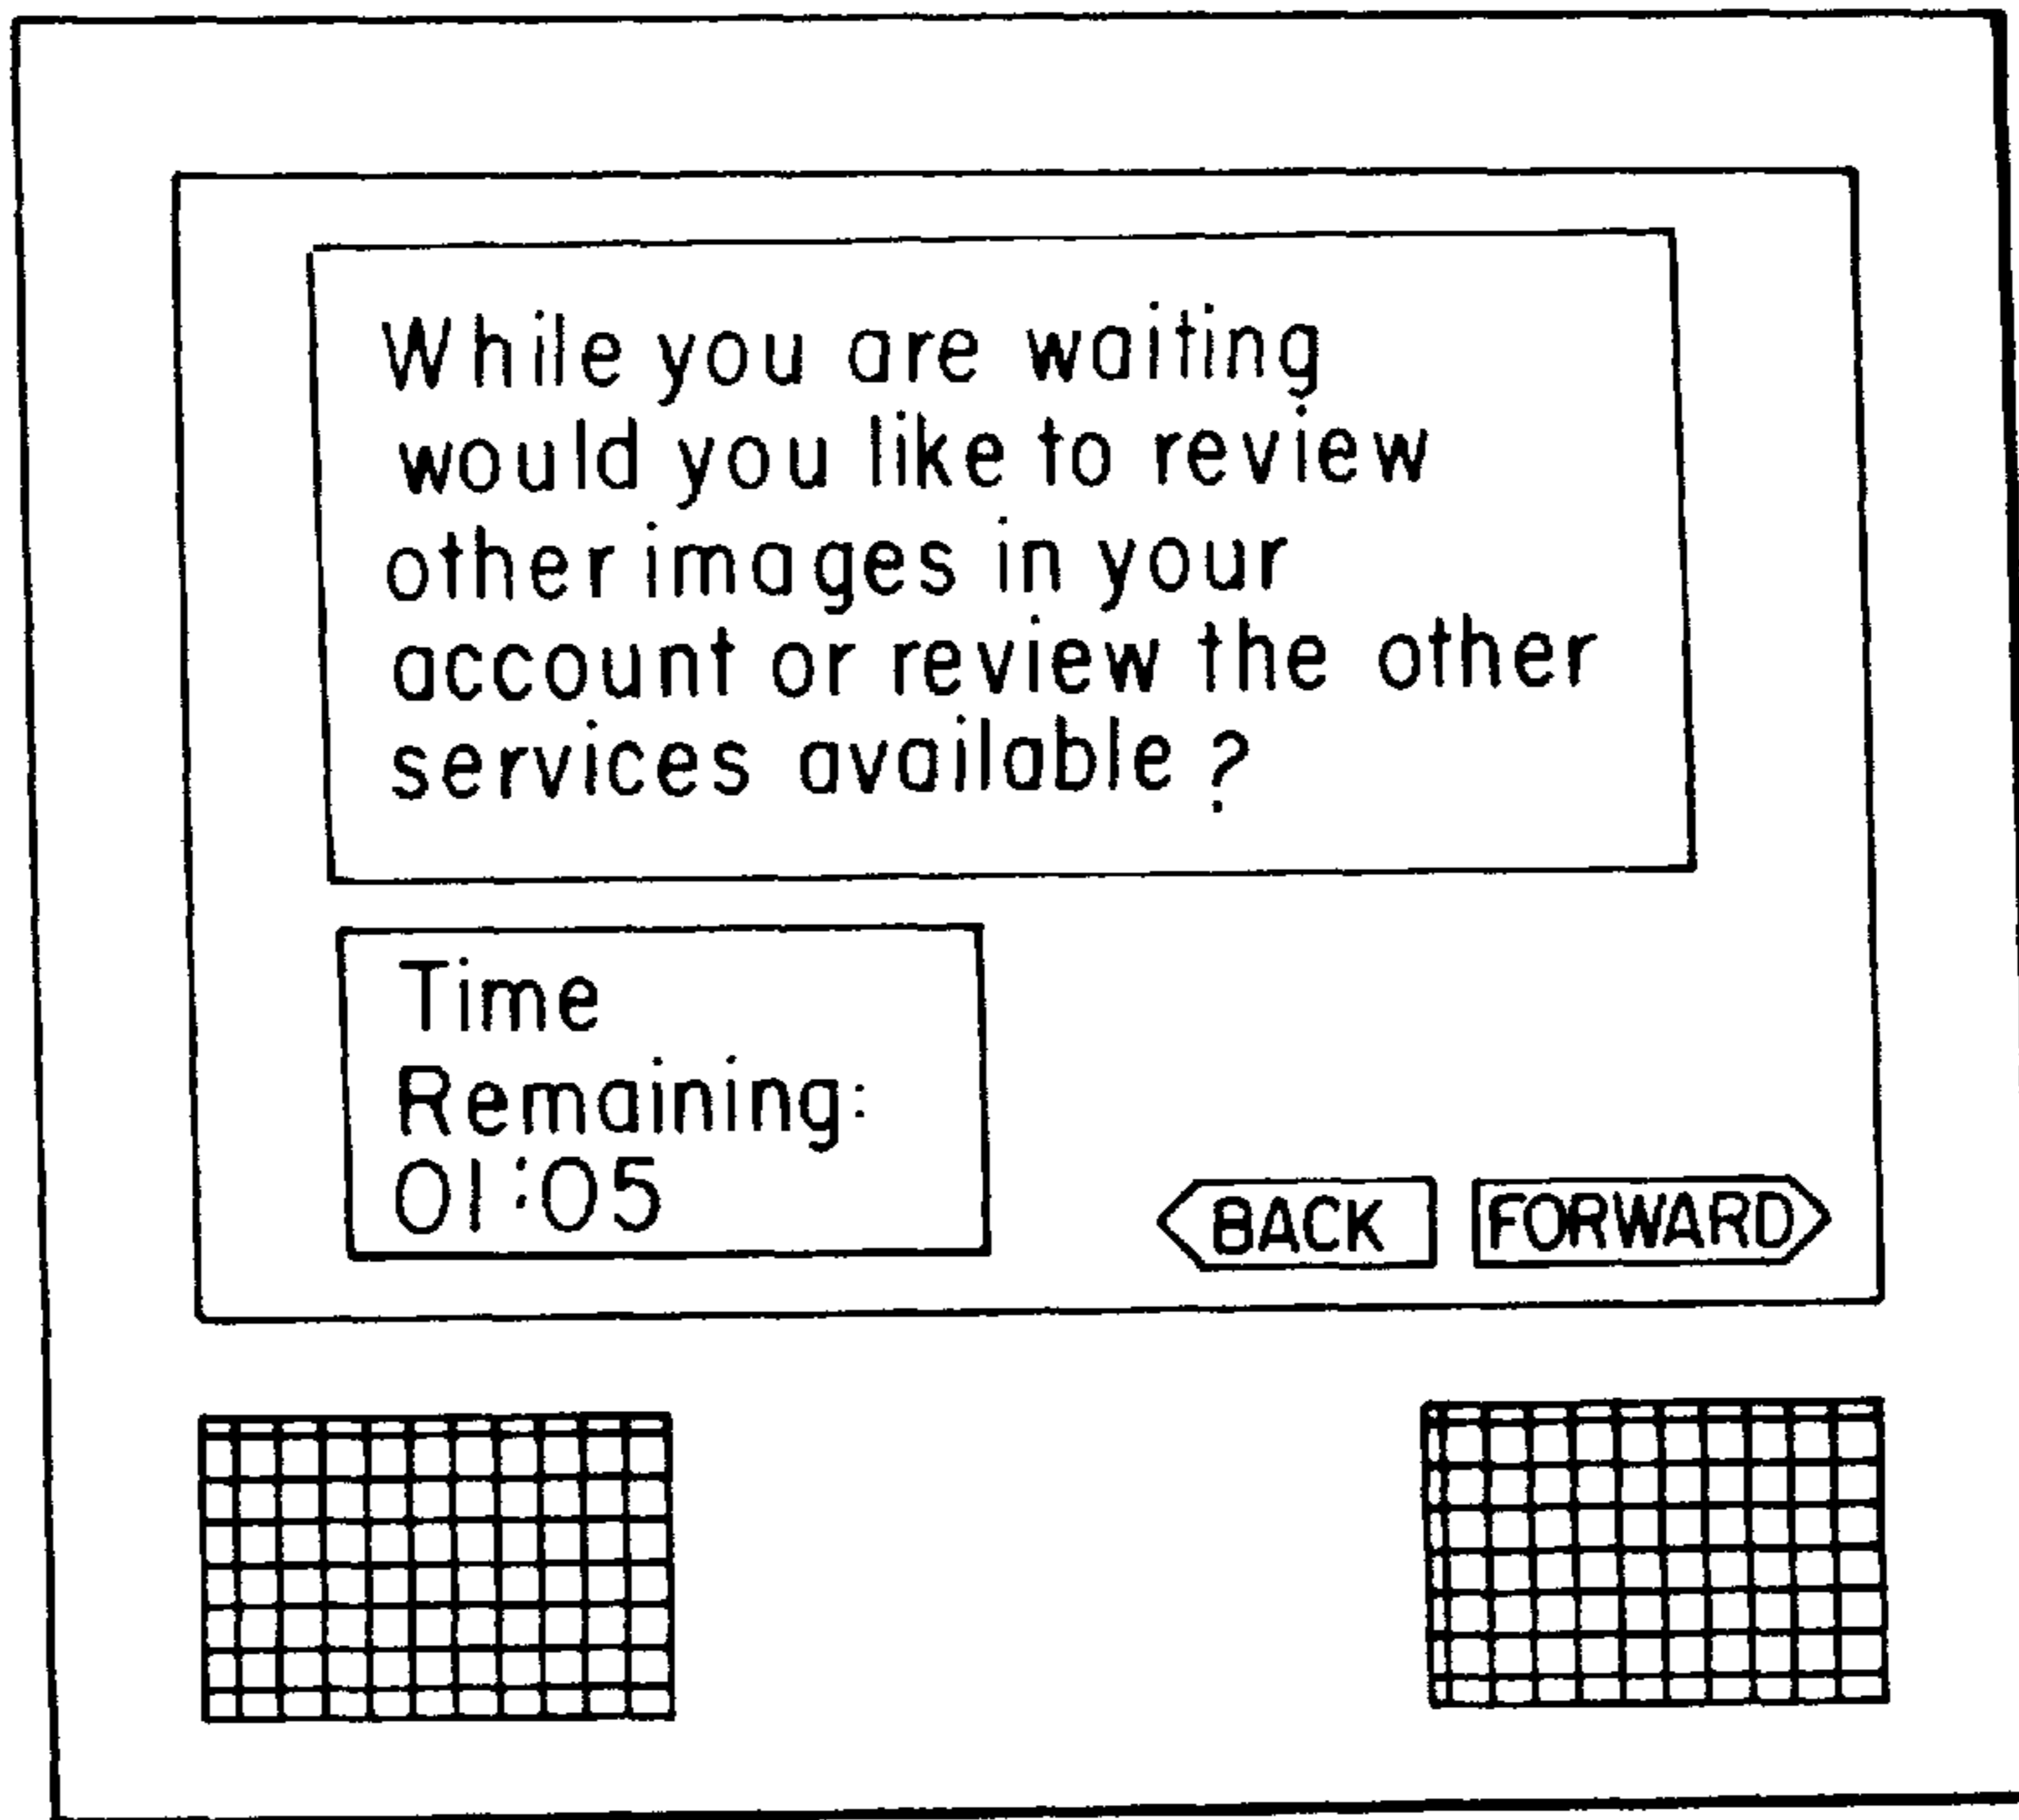 While you are waiting
would you like to review
other images in your
account or review the other
services available ?
Time
Remaining:
01:05
BACK
FORWARD